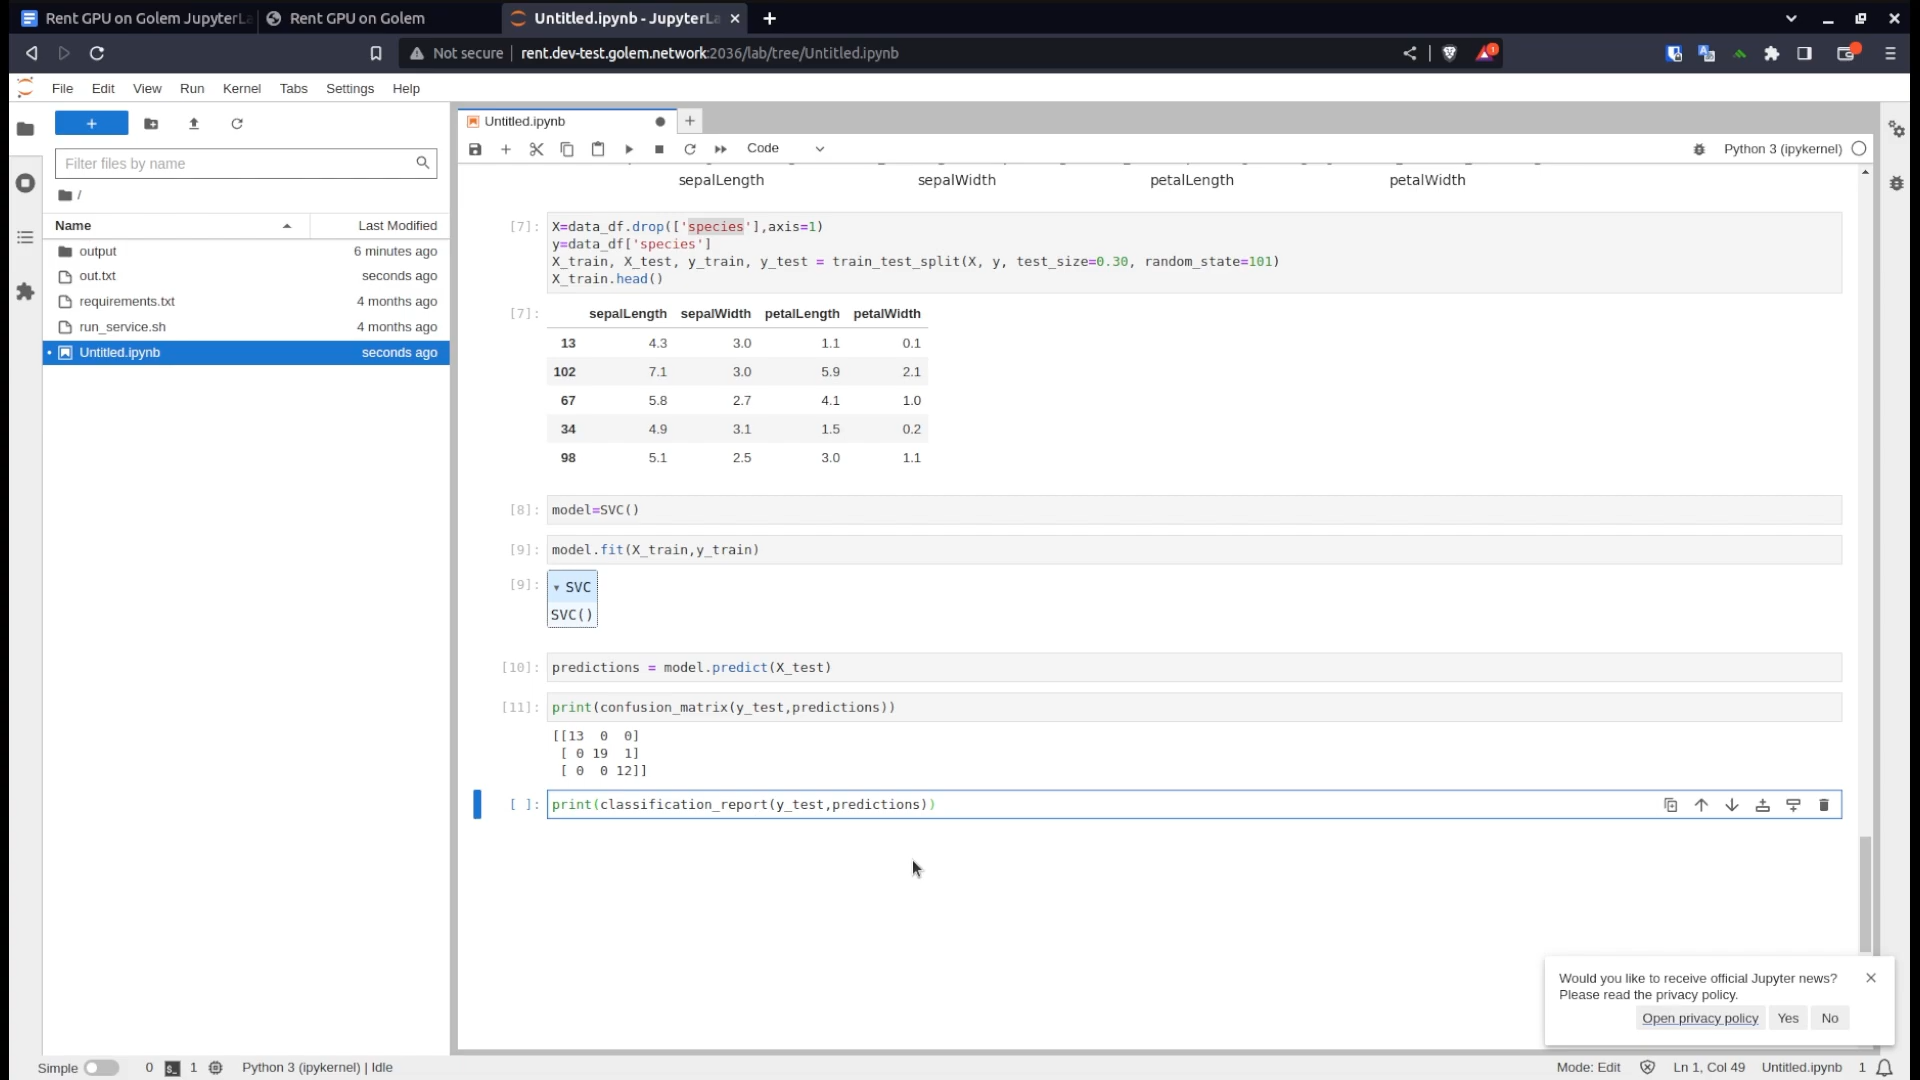 Rent GPU on Golem JupyterLa
Rent GPU on Golem
Untitled.ipynb - JupyterLa
Not secure
rent.dev-test.golem.network:2036/lab/tree/Untitled.ipynb
1
File Edit View Run Kernel Tabs Settings Help
Filter files by name
/
Name Last Modified
output 6 minutes ago
out.txt seconds ago
requirements.txt 4 months ago
run_service.sh 4 months ago
Untitled.ipynb seconds ago
Untitled.ipynb
Code
Python 3 (ipykernel)
sepalLength sepalWidth petalLength petalWidth
[7]: X=data_df.drop(['species'],axis=1)
y=data_df['species']
X_train, X_test, y_train, y_test = train_test_split(X, y, test_size=0.30, random_state=101)
X_train.head()
[7]: sepalLength sepalWidth petalLength petalWidth
13 4.3 3.0 1.1 0.1
102 7.1 3.0 5.9 2.1
67 5.8 2.7 4.1 1.0
34 4.9 3.1 1.5 0.2
98 5.1 2.5 3.0 1.1
[8]: model=SVC()
[9]: model.fit(X_train,y_train)
[9]: ▾ SVC
SVC()
[10]: predictions = model.predict(X_test)
[11]: print(confusion_matrix(y_test,predictions))
[[13  0  0]
[ 0 19  1]
[ 0  0 12]]
[ ]: print(classification_report(y_test,predictions))
Would you like to receive official Jupyter news?
Please read the privacy policy.
Open privacy policy Yes No
Simple 0 1 Python 3 (ipykernel) | Idle
Mode: Edit Ln 1, Col 49 Untitled.ipynb 1